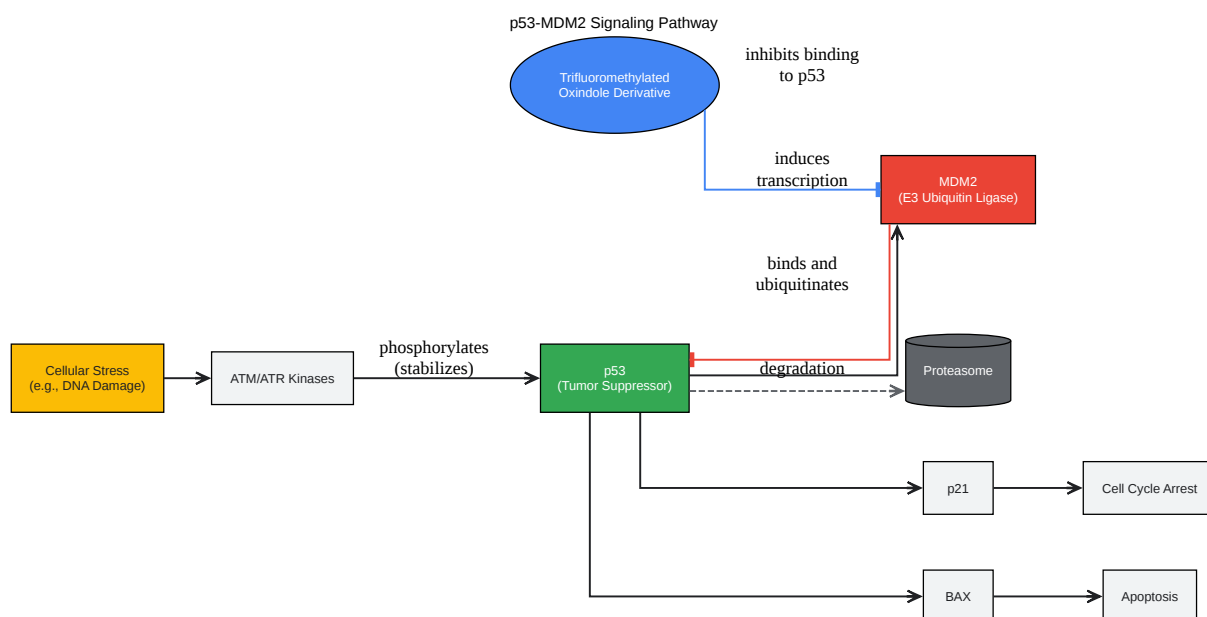 p53-MDM2 Signaling Pathway
inhibits binding
to p53
Trifluoromethylated
Oxindole Derivative
induces
transcription
MDM2
(E3 Ubiquitin Ligase)
binds and
ubiquitinates
Cellular Stress
(e.g., DNA Damage)
ATM/ATR Kinases
phosphorylates
(stabilizes)
p53
(Tumor Suppressor)
degradation
Proteasome
p21
Cell Cycle Arrest
BAX
Apoptosis